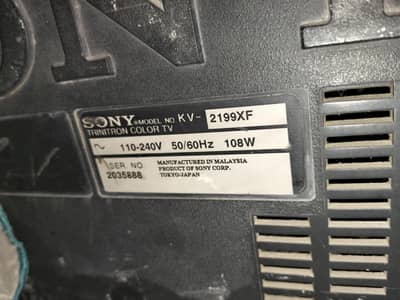 SONY ® MODEL NO. KV- 2199XF
TRINITRON COLOR TV
~ 110-240V 50/60Hz 108W
SER. NO.
2035888
MANUFACTURED IN MALAYSIA
PRODUCT OF SONY CORP.
TOKYO-JAPAN